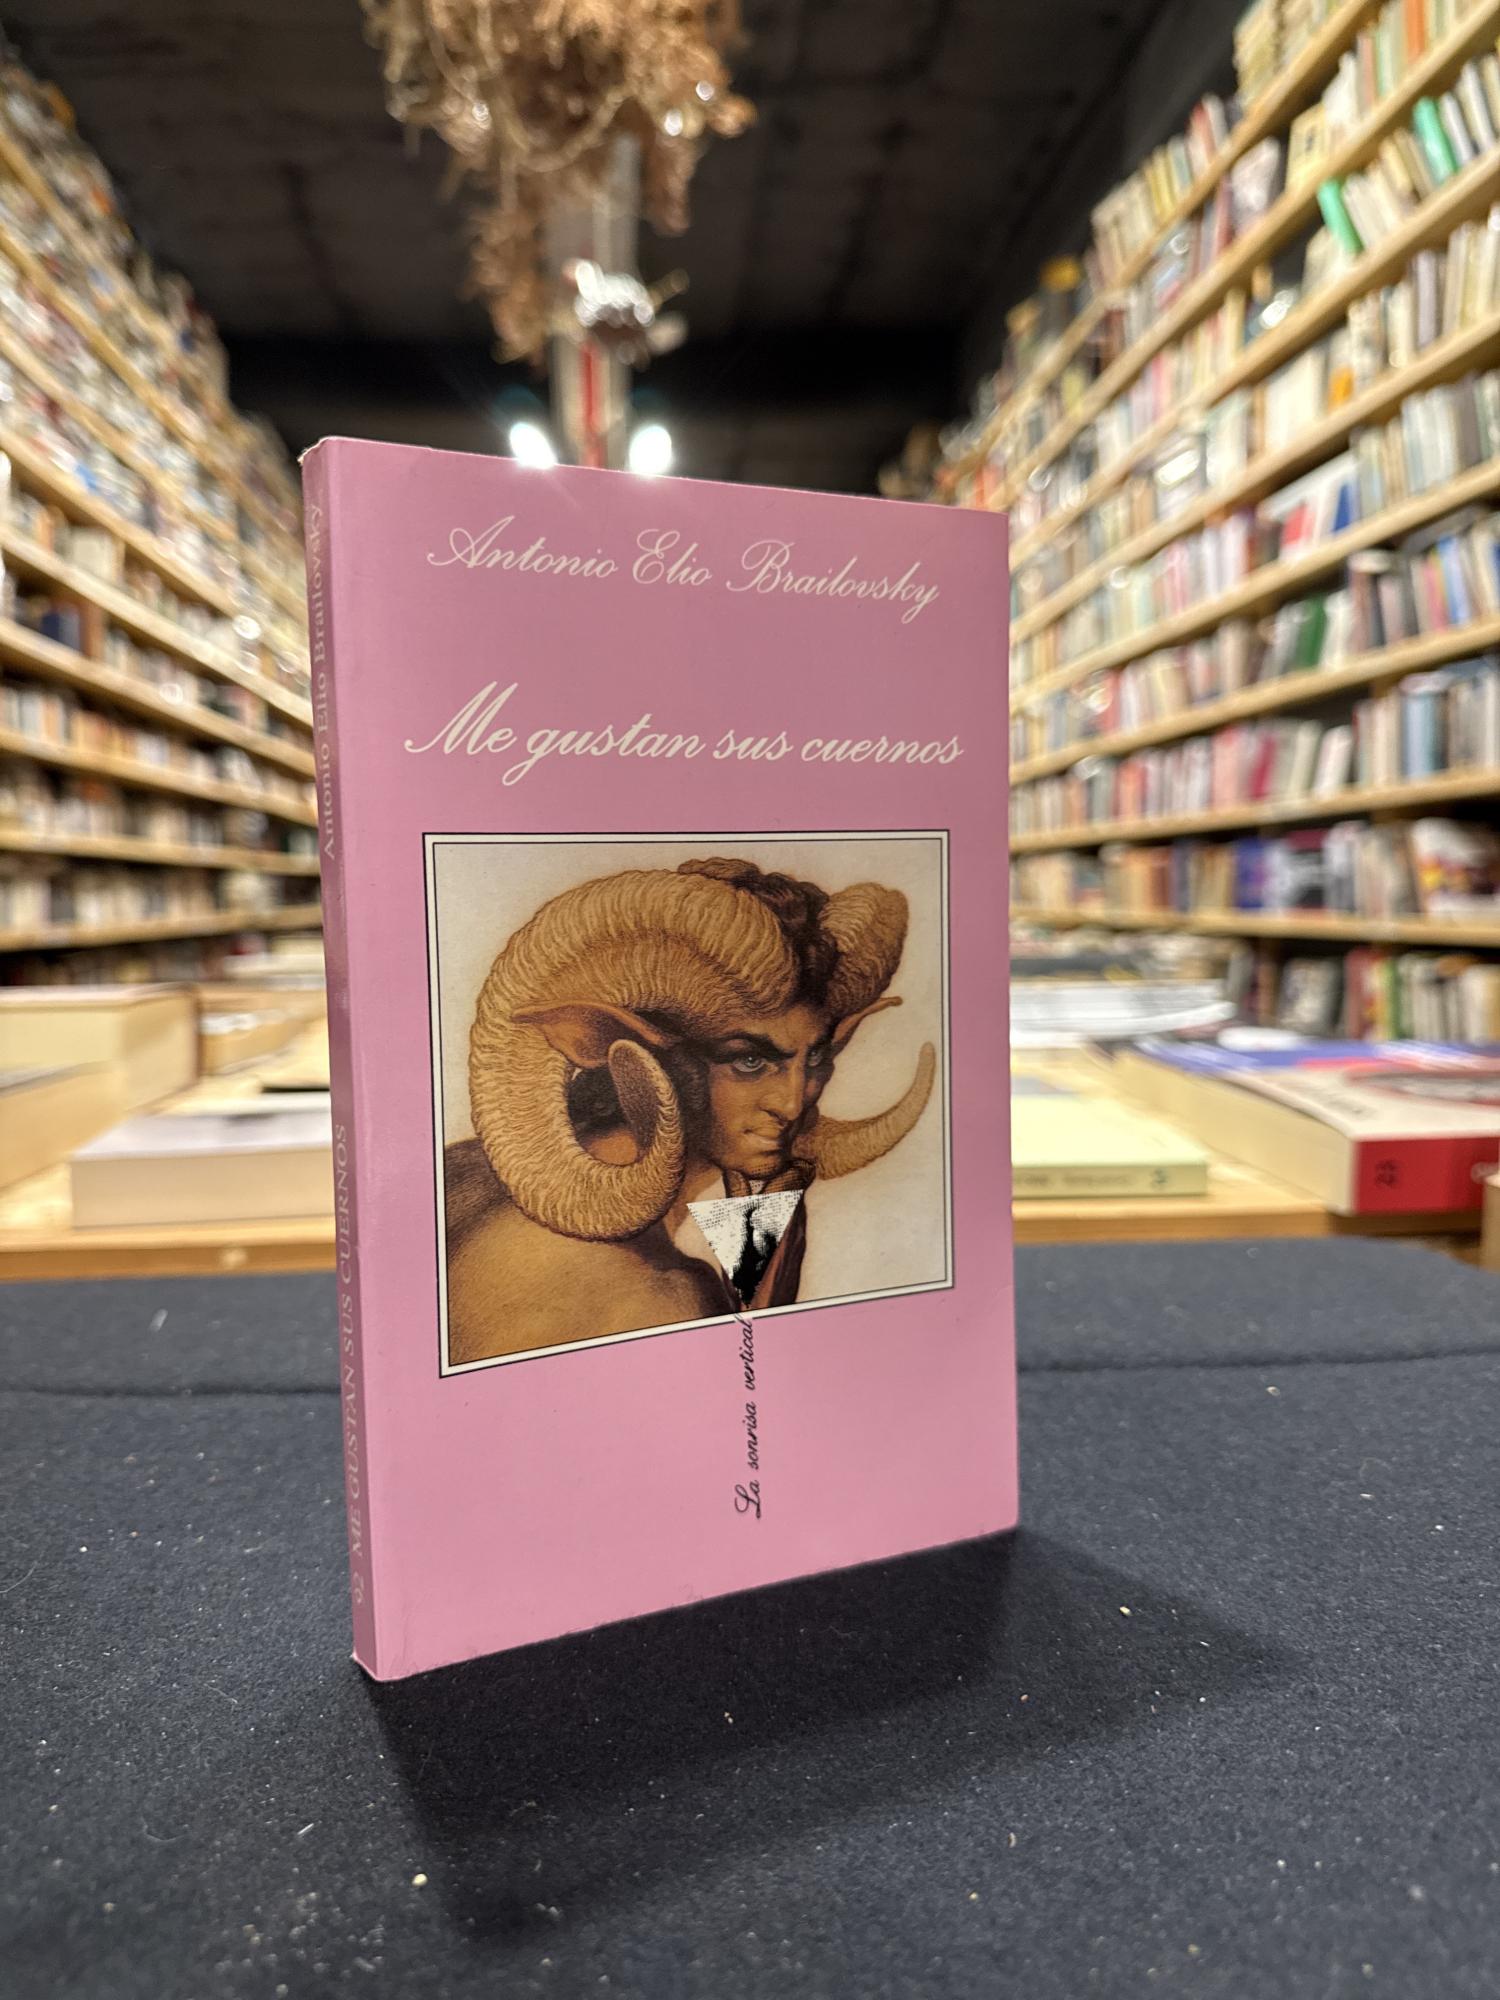 Antonio Elio Brailovsky
Me gustan sus cuernos
La sonrisa vertical
Antonio Elio Brailovsky
ME GUSTAN SUS CUERNOS
92